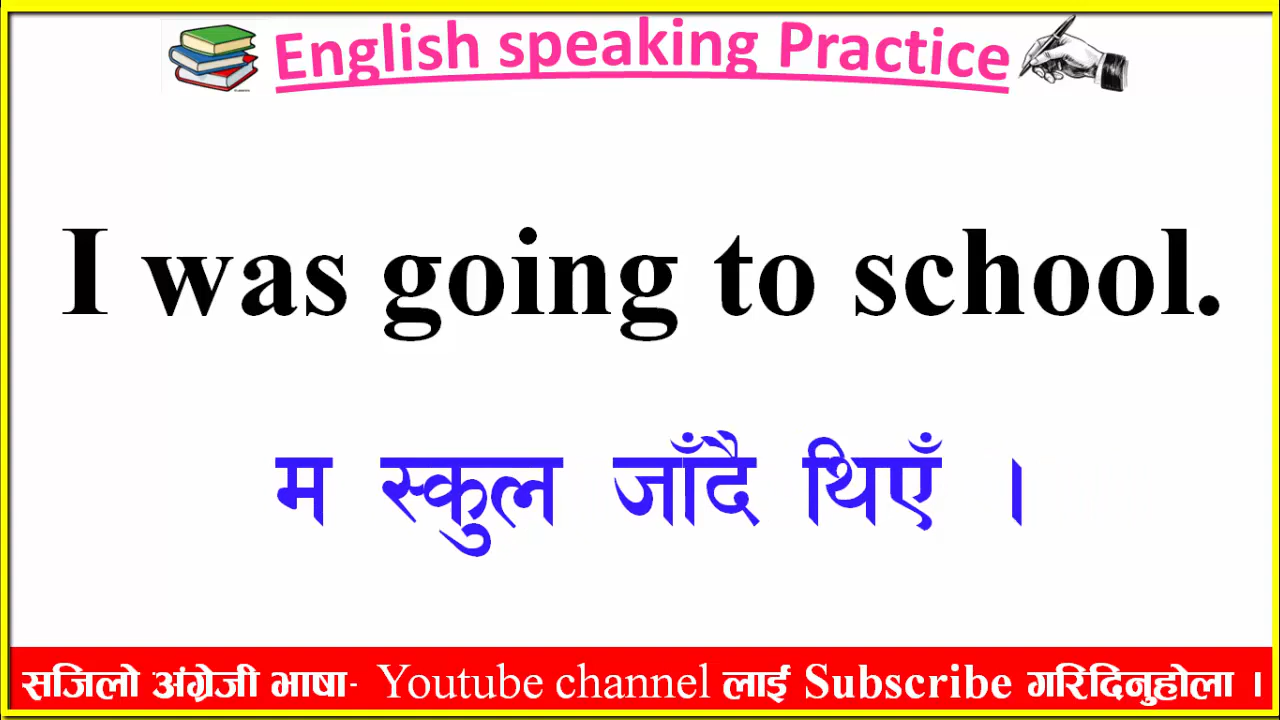 English speaking Practice
I was going to school.
म स्कुल जाँदै थिएँ ।
सजिलो अंग्रेजी भाषा- Youtube channel लाई Subscribe गरिदिनुहोला ।